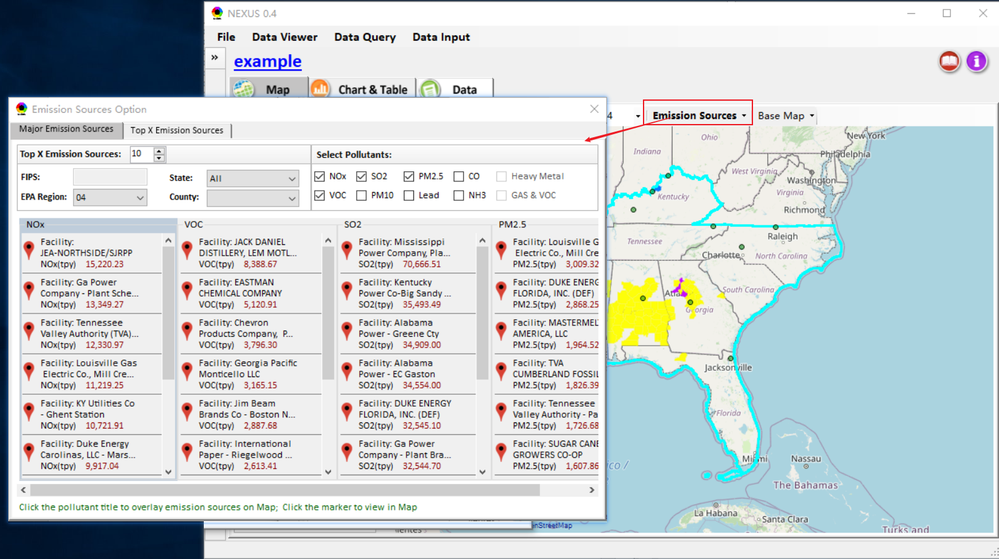 NEXUS 0.4
File Data Viewer Data Query Data Input
»
example
Map Chart & Table Data
4 Emission Sources Base Map
Emission Sources Option
Major Emission Sources Top X Emission Sources
Top X Emission Sources: 10
FIPS:
State: All
EPA Region: 04
County:
Select Pollutants:
NOx SO2 PM2.5 CO Heavy Metal
VOC PM10 Lead NH3 GAS & VOC
NOx
Facility:
JEA-NORTHSIDE/SJRPP
NOx(tpy) 15,220.23
Facility: Ga Power
Company - Plant Sche...
NOx(tpy) 13,349.27
Facility: Tennessee
Valley Authority (TVA)...
NOx(tpy) 12,330.97
Facility: Louisville Gas
Electric Co., Mill Cre...
NOx(tpy) 11,219.25
Facility: KY Utilities Co
- Ghent Station
NOx(tpy) 10,721.91
Facility: Duke Energy
Carolinas, LLC - Mars...
NOx(tpy) 9,917.04
VOC
Facility: JACK DANIEL
DISTILLERY, LEM MOTL...
VOC(tpy) 8,388.67
Facility: EASTMAN
CHEMICAL COMPANY
VOC(tpy) 5,120.91
Facility: Chevron
Products Company, P...
VOC(tpy) 3,796.30
Facility: Georgia Pacific
Monticello LLC
VOC(tpy) 3,165.15
Facility: Jim Beam
Brands Co - Boston N...
VOC(tpy) 2,887.68
Facility: International
Paper - Riegelwood ...
VOC(tpy) 2,613.41
SO2
Facility: Mississippi
Power Company, Pla...
SO2(tpy) 70,666.51
Facility: Kentucky
Power Co-Big Sandy ...
SO2(tpy) 35,493.49
Facility: Alabama
Power - Greene Cty
SO2(tpy) 34,909.00
Facility: Alabama
Power - EC Gaston
SO2(tpy) 34,554.00
Facility: DUKE ENERGY
FLORIDA, INC. (DEF)
SO2(tpy) 32,545.10
Facility: Ga Power
Company - Plant Bra...
SO2(tpy) 32,544.70
PM2.5
Facility: Louisville G
Electric Co., Mill Cre
PM2.5(tpy) 3,009.32
Facility: DUKE ENERG
FLORIDA, INC. (DEF)
PM2.5(tpy) 2,868.25
Facility: MASTERMEL
AMERICA, LLC
PM2.5(tpy) 1,964.52
Facility: TVA
CUMBERLAND FOSSIL
PM2.5(tpy) 1,826.39
Facility: Tennessee
Valley Authority - Pa
PM2.5(tpy) 1,726.68
Facility: SUGAR CANE
GROWERS CO-OP
PM2.5(tpy) 1,607.86
Click the pollutant title to overlay emission sources on Map; Click the marker to view in Map
New York
Ohio
Philadelphia
Indiana
West Virginia
Washington
Virginia
Kentucky
Richmond
Raleigh
Tennessee
Charlotte
North Carolina
South Carolina
Atla
Georgia
Jacksonville
Florida
Miami
Nassau
ico /
The Bahamas
La Habana
Santa Clara
enStreetMap
Turks and